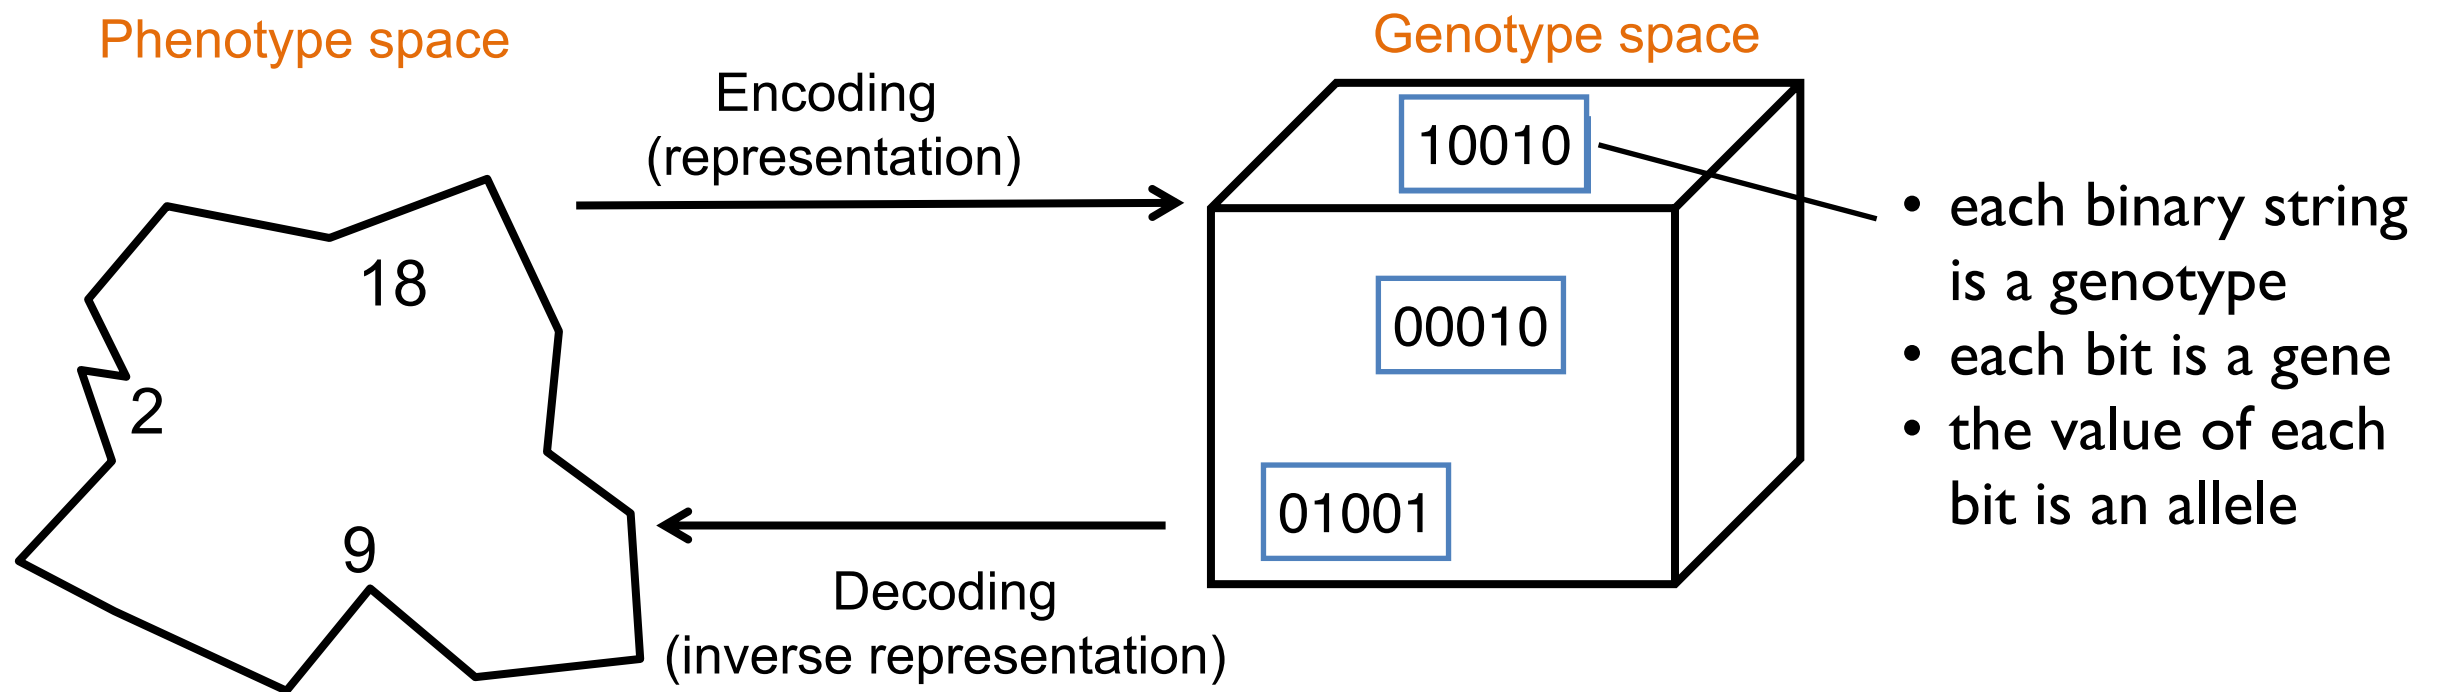 Phenotype space
Genotype space
Encoding
(representation)
10010
18
00010
2
01001
9
Decoding
(inverse representation)
• each binary string
is a genotype
• each bit is a gene
• the value of each
bit is an allele